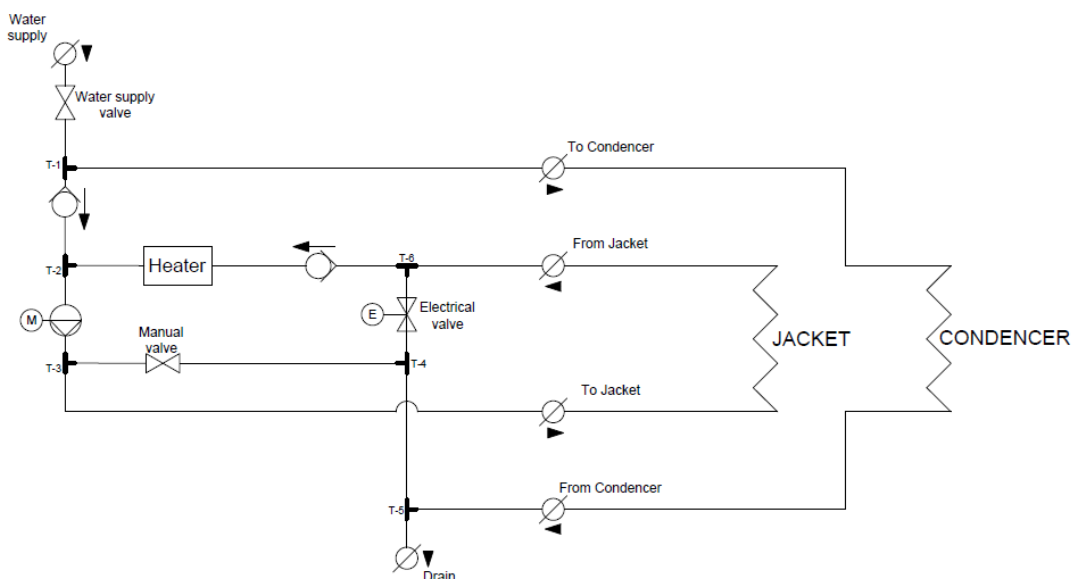 Water
supply
Water supply
valve
T-1
To Condencer
From Jacket
T-6
T-2
Heater
Electrical
valve
E
M
Manual
valve
T-3
T-4
JACKET
CONDENCER
To Jacket
From Condencer
T-5
Drain